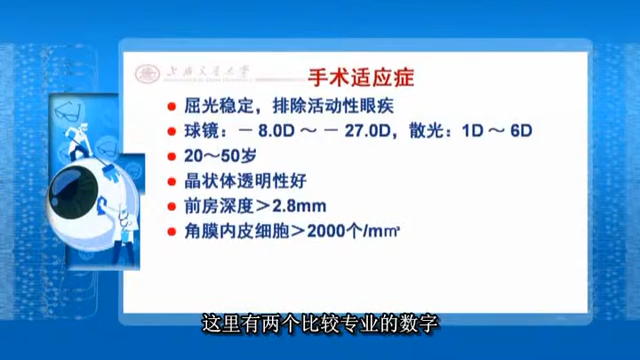 上海交通大学
手术适应症
屈光稳定，排除活动性眼疾
球镜：－ 8.0D ～ － 27.0D，散光：1D ～ 6D
20～50岁
晶状体透明性好
前房深度＞2.8mm
角膜内皮细胞＞2000个/m㎡
这里有两个比较专业的数字